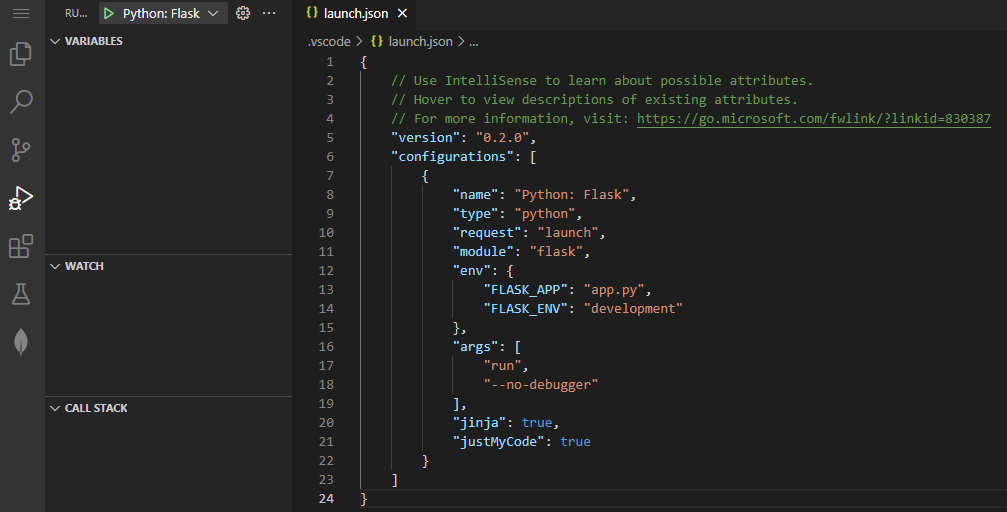 RU... Python: Flask ...
VARIABLES
WATCH
CALL STACK
launch.json
.vscode > launch.json > ...
1 {
2 // Use IntelliSense to learn about possible attributes.
3 // Hover to view descriptions of existing attributes.
4 // For more information, visit: https://go.microsoft.com/fwlink/?linkid=830387
5 "version": "0.2.0",
6 "configurations": [
7 {
8 "name": "Python: Flask",
9 "type": "python",
10 "request": "launch",
11 "module": "flask",
12 "env": {
13 "FLASK_APP": "app.py",
14 "FLASK_ENV": "development"
15 },
16 "args": [
17 "run",
18 "--no-debugger"
19 ],
20 "jinja": true,
21 "justMyCode": true
22 }
23 ]
24 }